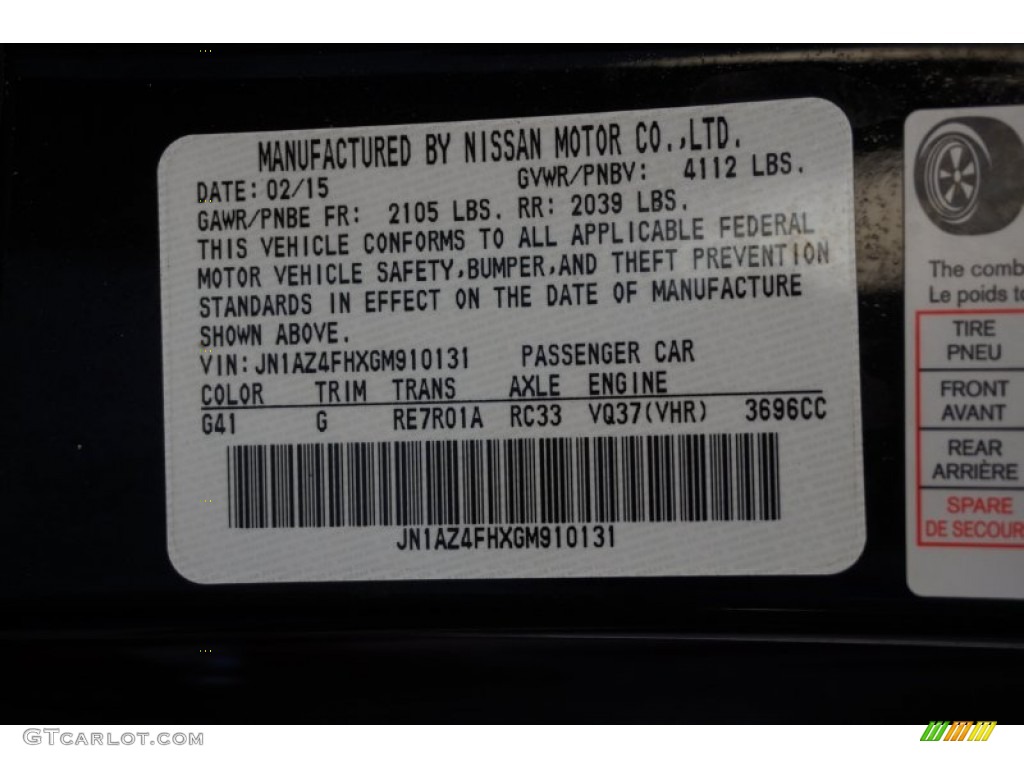 MANUFACTURED BY NISSAN MOTOR CO.,LTD.
DATE: 02/15 GVWR/PNBV: 4112 LBS.
GAWR/PNBE FR: 2105 LBS. RR: 2039 LBS.
THIS VEHICLE CONFORMS TO ALL APPLICABLE FEDERAL
MOTOR VEHICLE SAFETY,BUMPER,AND THEFT PREVENTION
STANDARDS IN EFFECT ON THE DATE OF MANUFACTURE
SHOWN ABOVE.
VIN: JN1AZ4FHXGM910131 PASSENGER CAR
COLOR TRIM TRANS AXLE ENGINE
G41 G RE7R01A RC33 VQ37(VHR) 3696CC
JN1AZ4FHXGM910131
The
Le poids
TIRE
PNEU
FRONT
AVANT
REAR
ARRIÈRE
SPARE
DE
GTCARLOT.COM